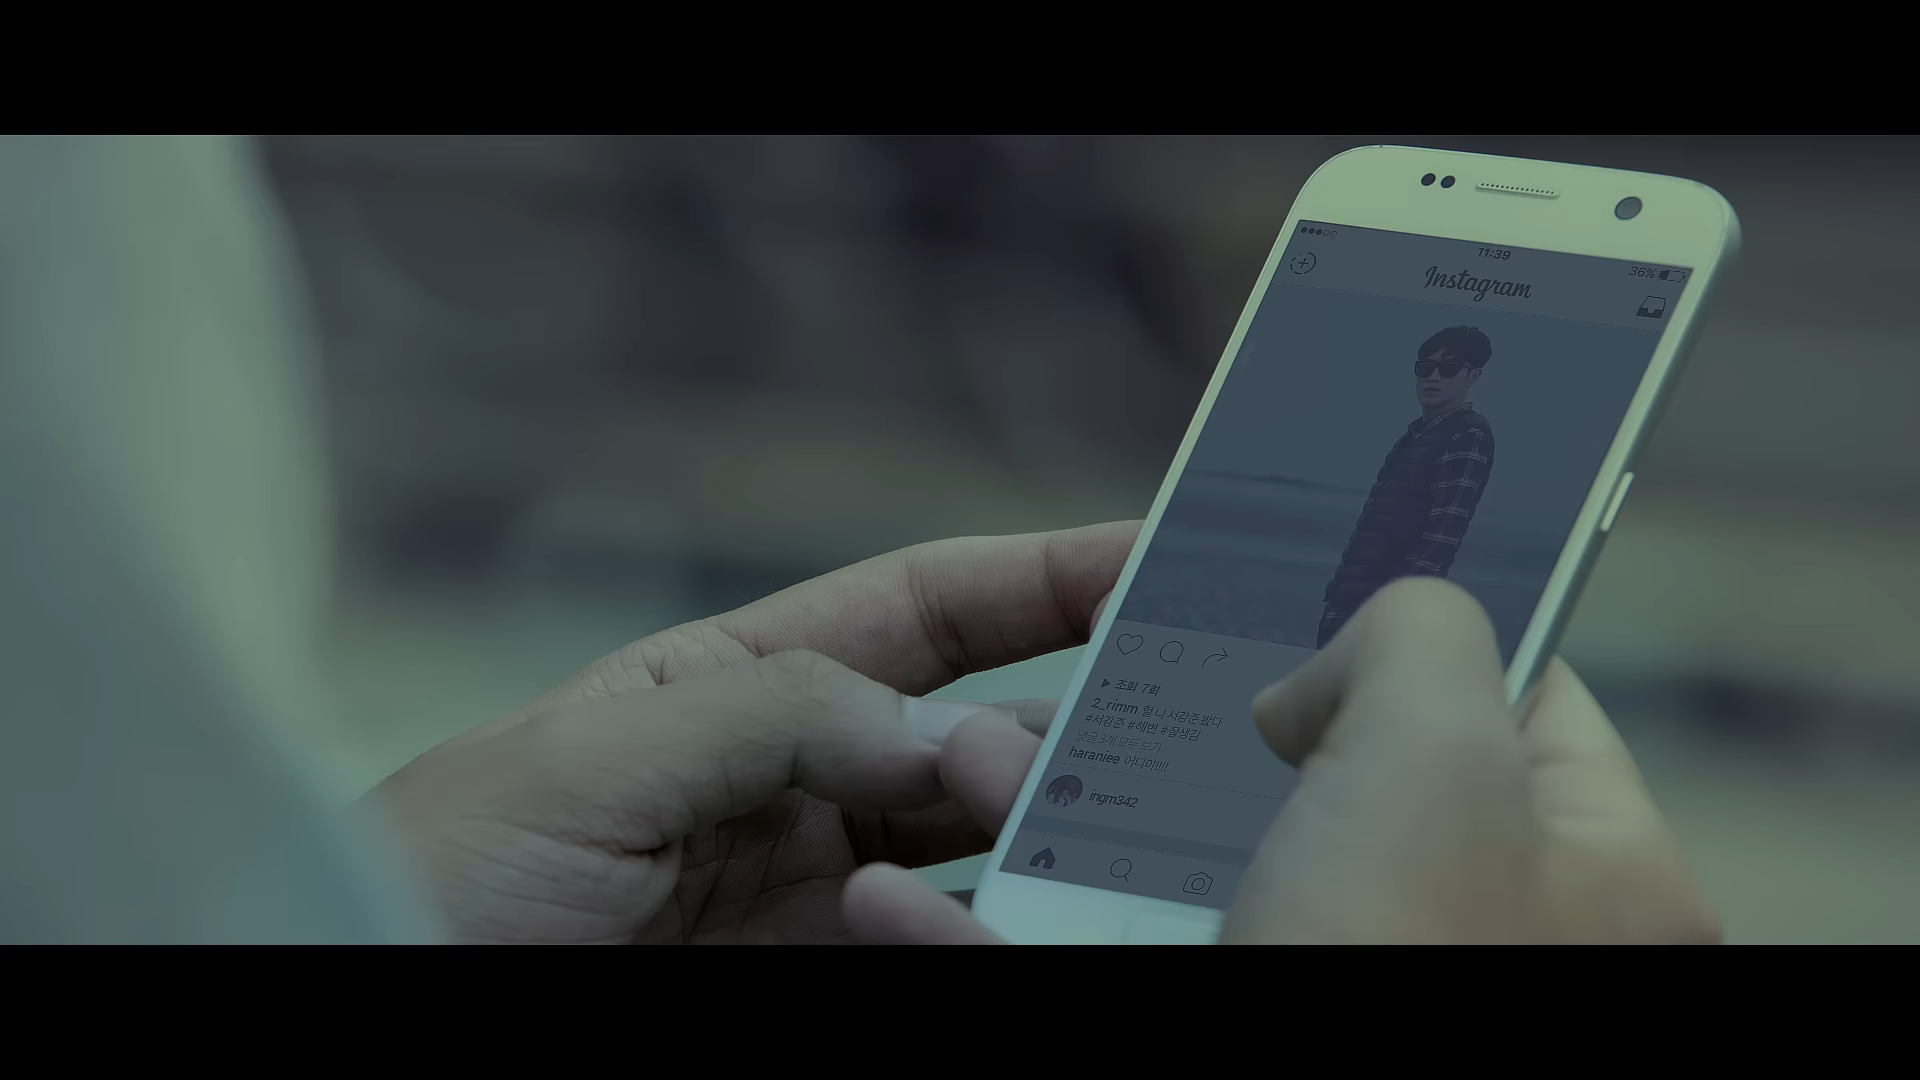 11:39
36%
Instagram
▶ 조회 7회
2_rimm 헐 나 서강준 봤다
#서강준 #해변 #잘생김
댓글 3개 모두 보기
haraniee 어디야!!!!
ingm342